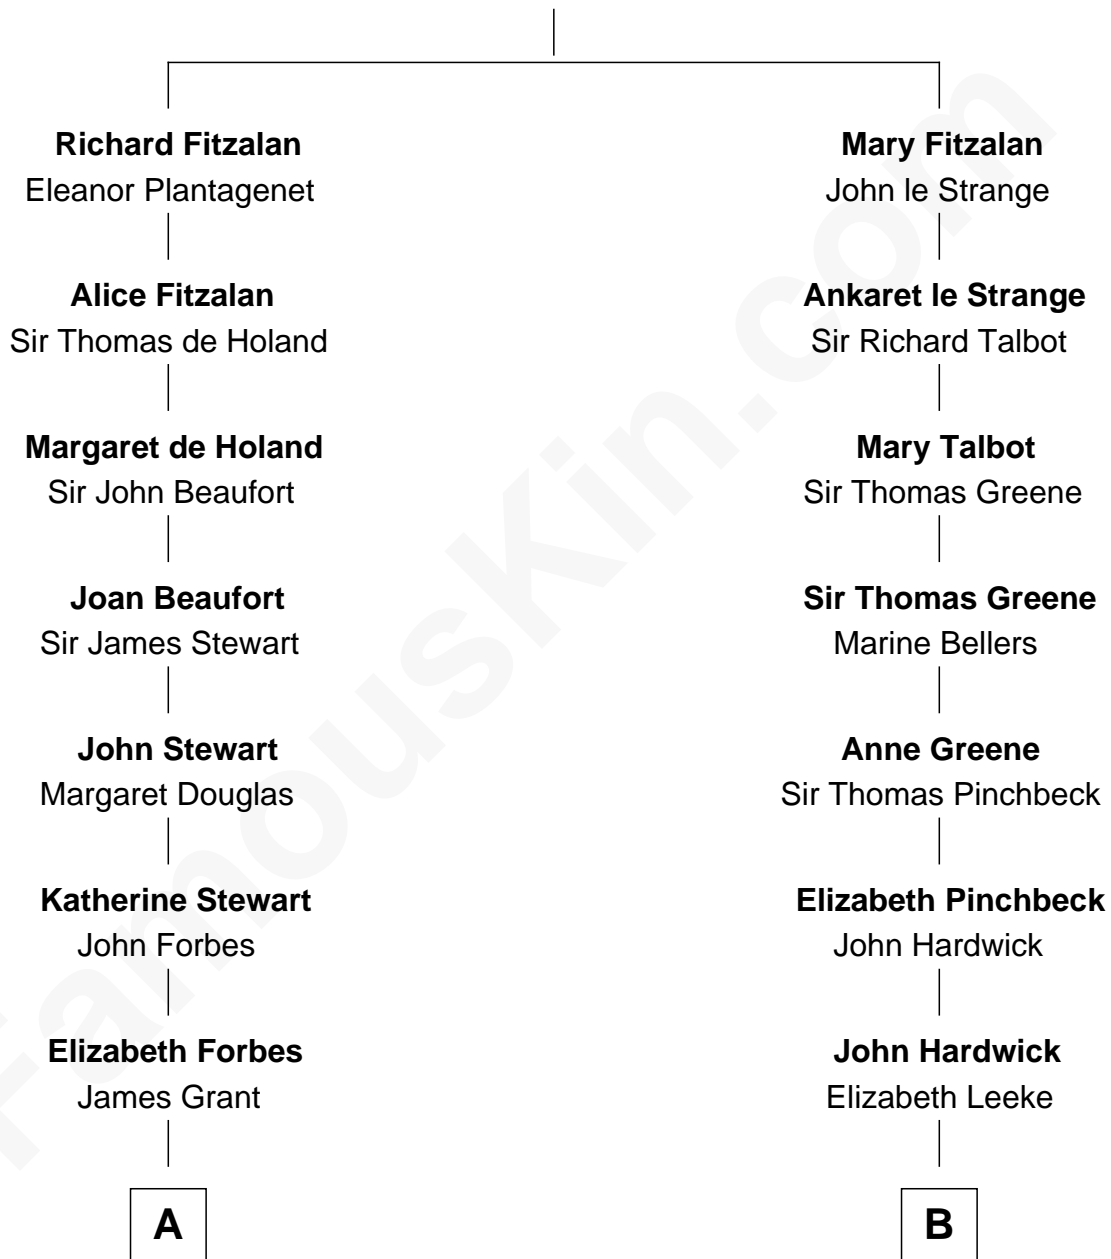 Richard Fitzalan
Eleanor Plantagenet
Alice Fitzalan
Sir Thomas de Holand
Margaret de Holand
Sir John Beaufort
Joan Beaufort
Sir James Stewart
John Stewart
Margaret Douglas
Katherine Stewart
John Forbes
Elizabeth Forbes
James Grant
A
Mary Fitzalan
John le Strange
Ankaret le Strange
Sir Richard Talbot
Mary Talbot
Sir Thomas Greene
Sir Thomas Greene
Marine Bellers
Anne Greene
Sir Thomas Pinchbeck
Elizabeth Pinchbeck
John Hardwick
John Hardwick
Elizabeth Leeke
B
FamousKin.com